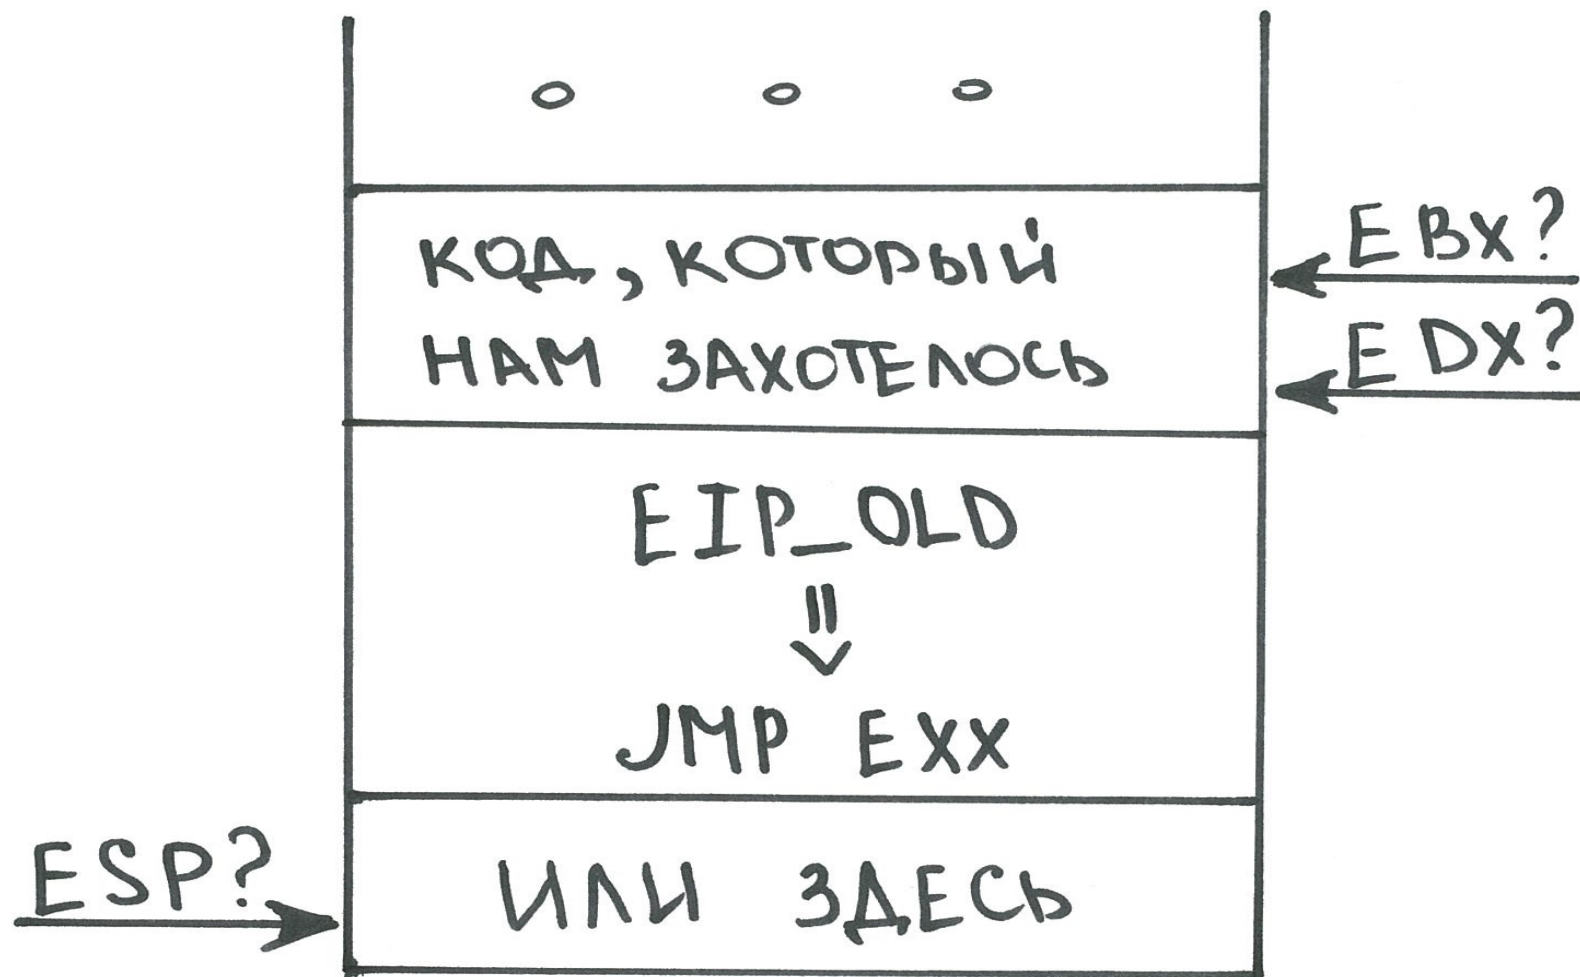 КОД, КОТОРЫЙ
EBX?
НАМ ЗАХОТЕЛОСЬ
EDX?
EIP_OLD
JMP EXX
ESP?
ИЛИ ЗДЕСЬ